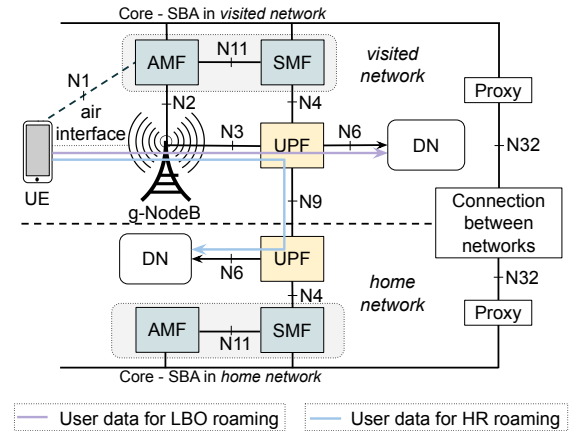 Core - SBA in visited network
N11
AMF
SMF
visited
network
N1
Proxy
air
interface
N2
N4
N3
UPF
N6
DN
N32
UE
g-NodeB
N9
Connection
between
networks
DN
N6
UPF
N32
home
network
N4
Proxy
AMF
SMF
N11
Core - SBA in home network
User data for LBO roaming
User data for HR roaming